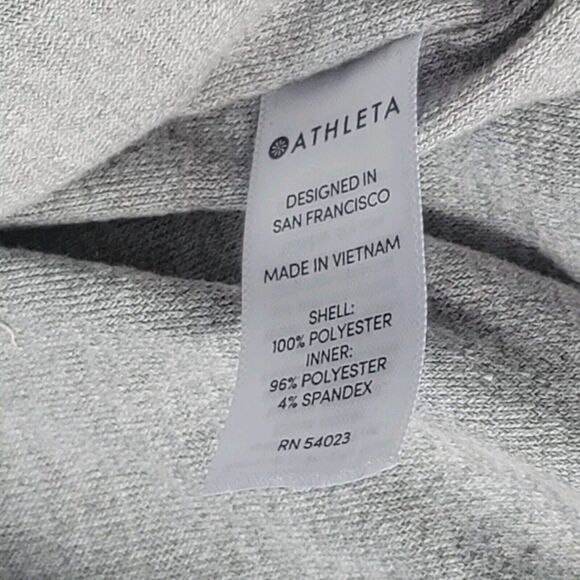 ATHLETA
DESIGNED IN
SAN FRANCISCO
MADE IN VIETNAM
SHELL:
100% POLYESTER
INNER:
96% POLYESTER
4% SPANDEX
RN 54023